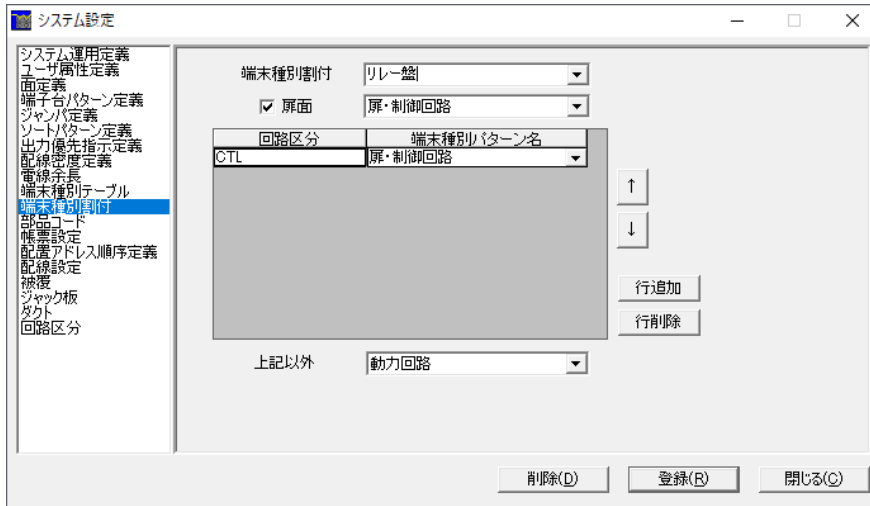 システム設定
システム運用定義
ユーザ属性定義
面定義
端子台パターン定義
ジャンパ定義
ソートパターン定義
出力優先指示定義
配線密度定義
電線余長
端末種別テーブル
端末種別割付
部品コード
帳票設定
配置アドレス順序定義
配線設定
被覆
ジャック板
ダクト
回路区分
端末種別割付 リレー盤
扉面 扉・制御回路
回路区分 端末種別パターン名
CTL 扉・制御回路
↑
↓
行追加
行削除
上記以外 動力回路
削除(D) 登録(R) 閉じる(C)